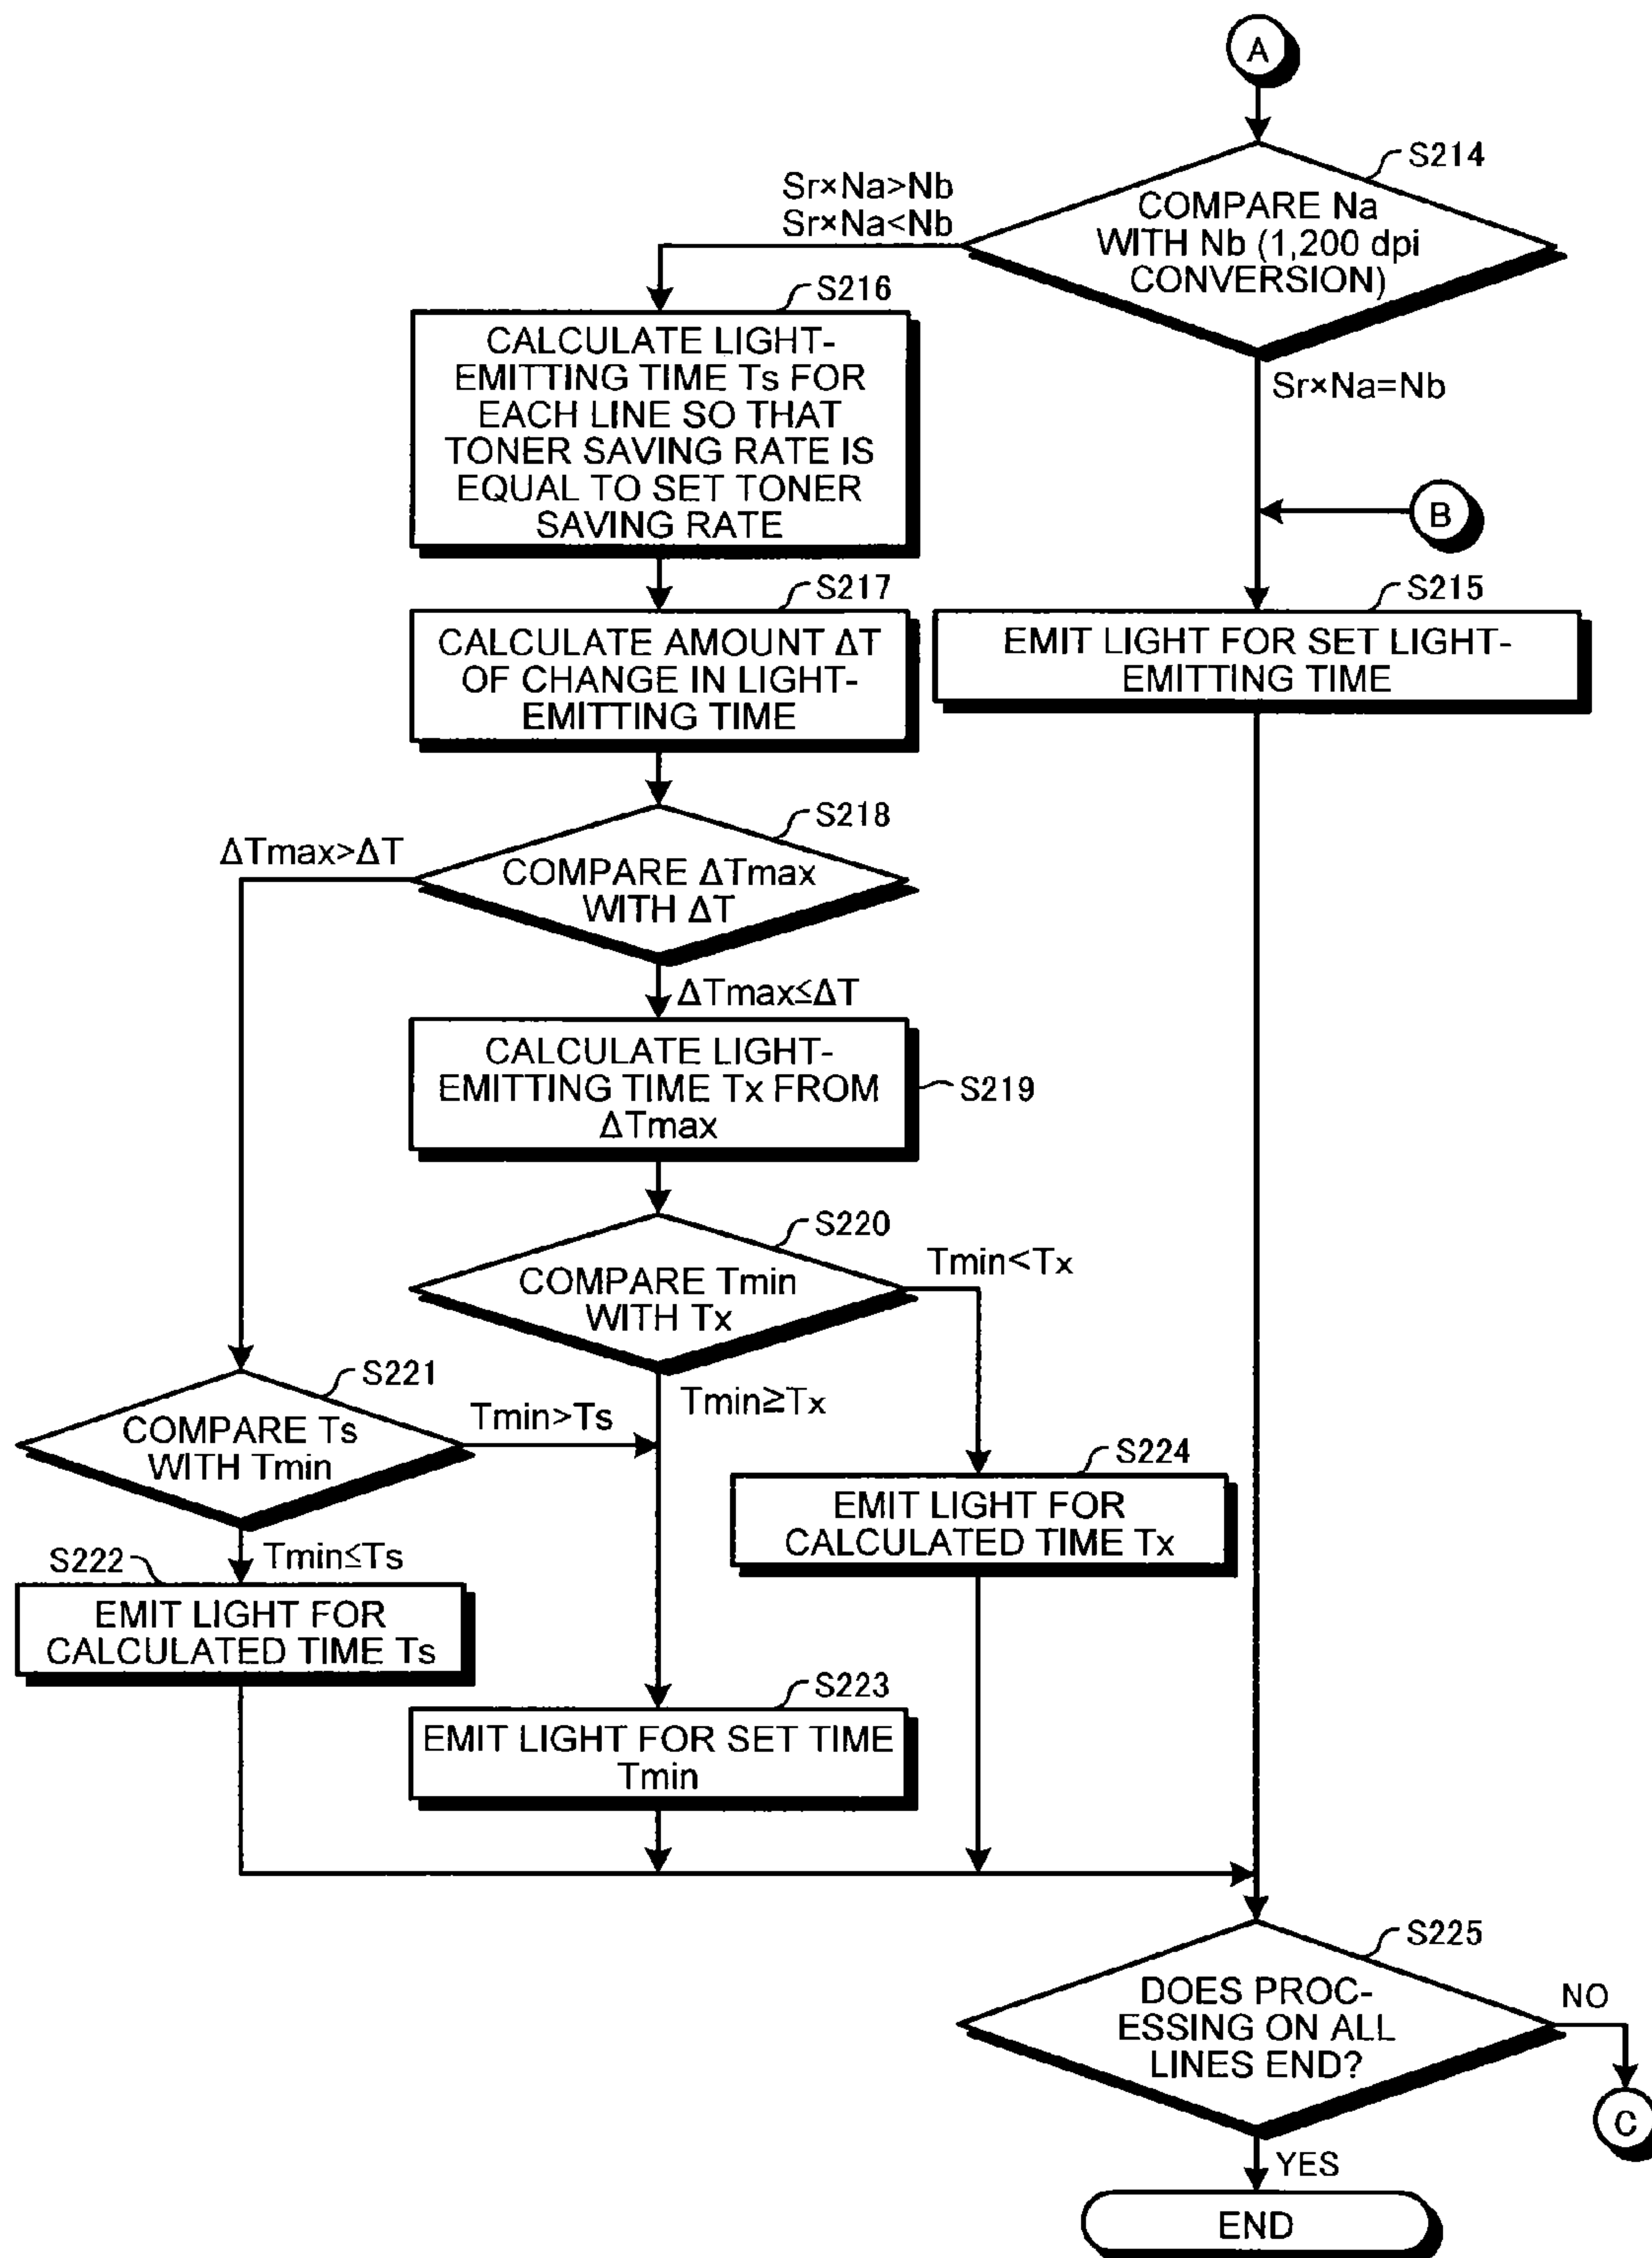 A
S214
COMPARE Na
WITH Nb (1,200 dpi
CONVERSION)
Sr×Na>Nb
Sr×Na<Nb
Sr×Na=Nb
S216
CALCULATE LIGHT-
EMITTING TIME Ts FOR
EACH LINE SO THAT
TONER SAVING RATE IS
EQUAL TO SET TONER
SAVING RATE
B
S217
CALCULATE AMOUNT ΔT
OF CHANGE IN LIGHT-
EMITTING TIME
S215
EMIT LIGHT FOR SET LIGHT-
EMITTING TIME
S218
COMPARE ΔTmax
WITH ΔT
ΔTmax>ΔT
ΔTmax≤ΔT
CALCULATE LIGHT-
EMITTING TIME Tx FROM
ΔTmax
S219
S220
COMPARE Tmin
WITH Tx
Tmin<Tx
Tmin≥Tx
S221
COMPARE Ts
WITH Tmin
Tmin>Ts
Tmin≤Ts
S224
EMIT LIGHT FOR
CALCULATED TIME Tx
S222
EMIT LIGHT FOR
CALCULATED TIME Ts
S223
EMIT LIGHT FOR SET TIME
Tmin
S225
DOES PROC-
ESSING ON ALL
LINES END?
NO
C
YES
END